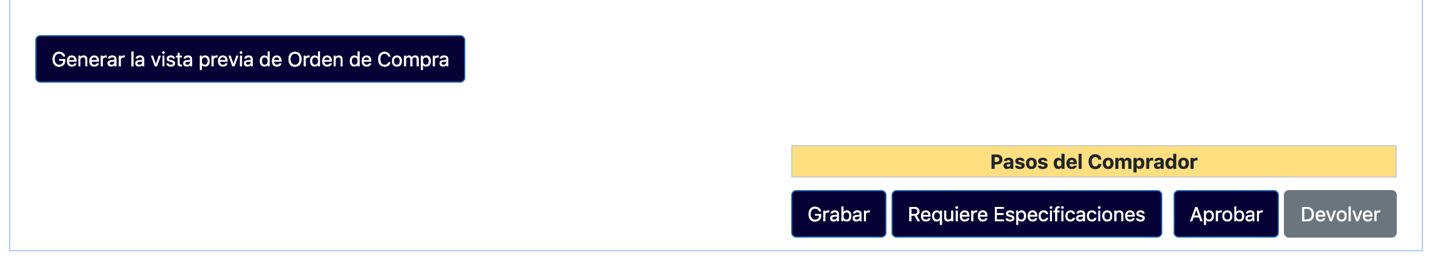 Generar la vista previa de Orden de Compra
Pasos del Comprador
Grabar Requiere Especificaciones Aprobar Devolver